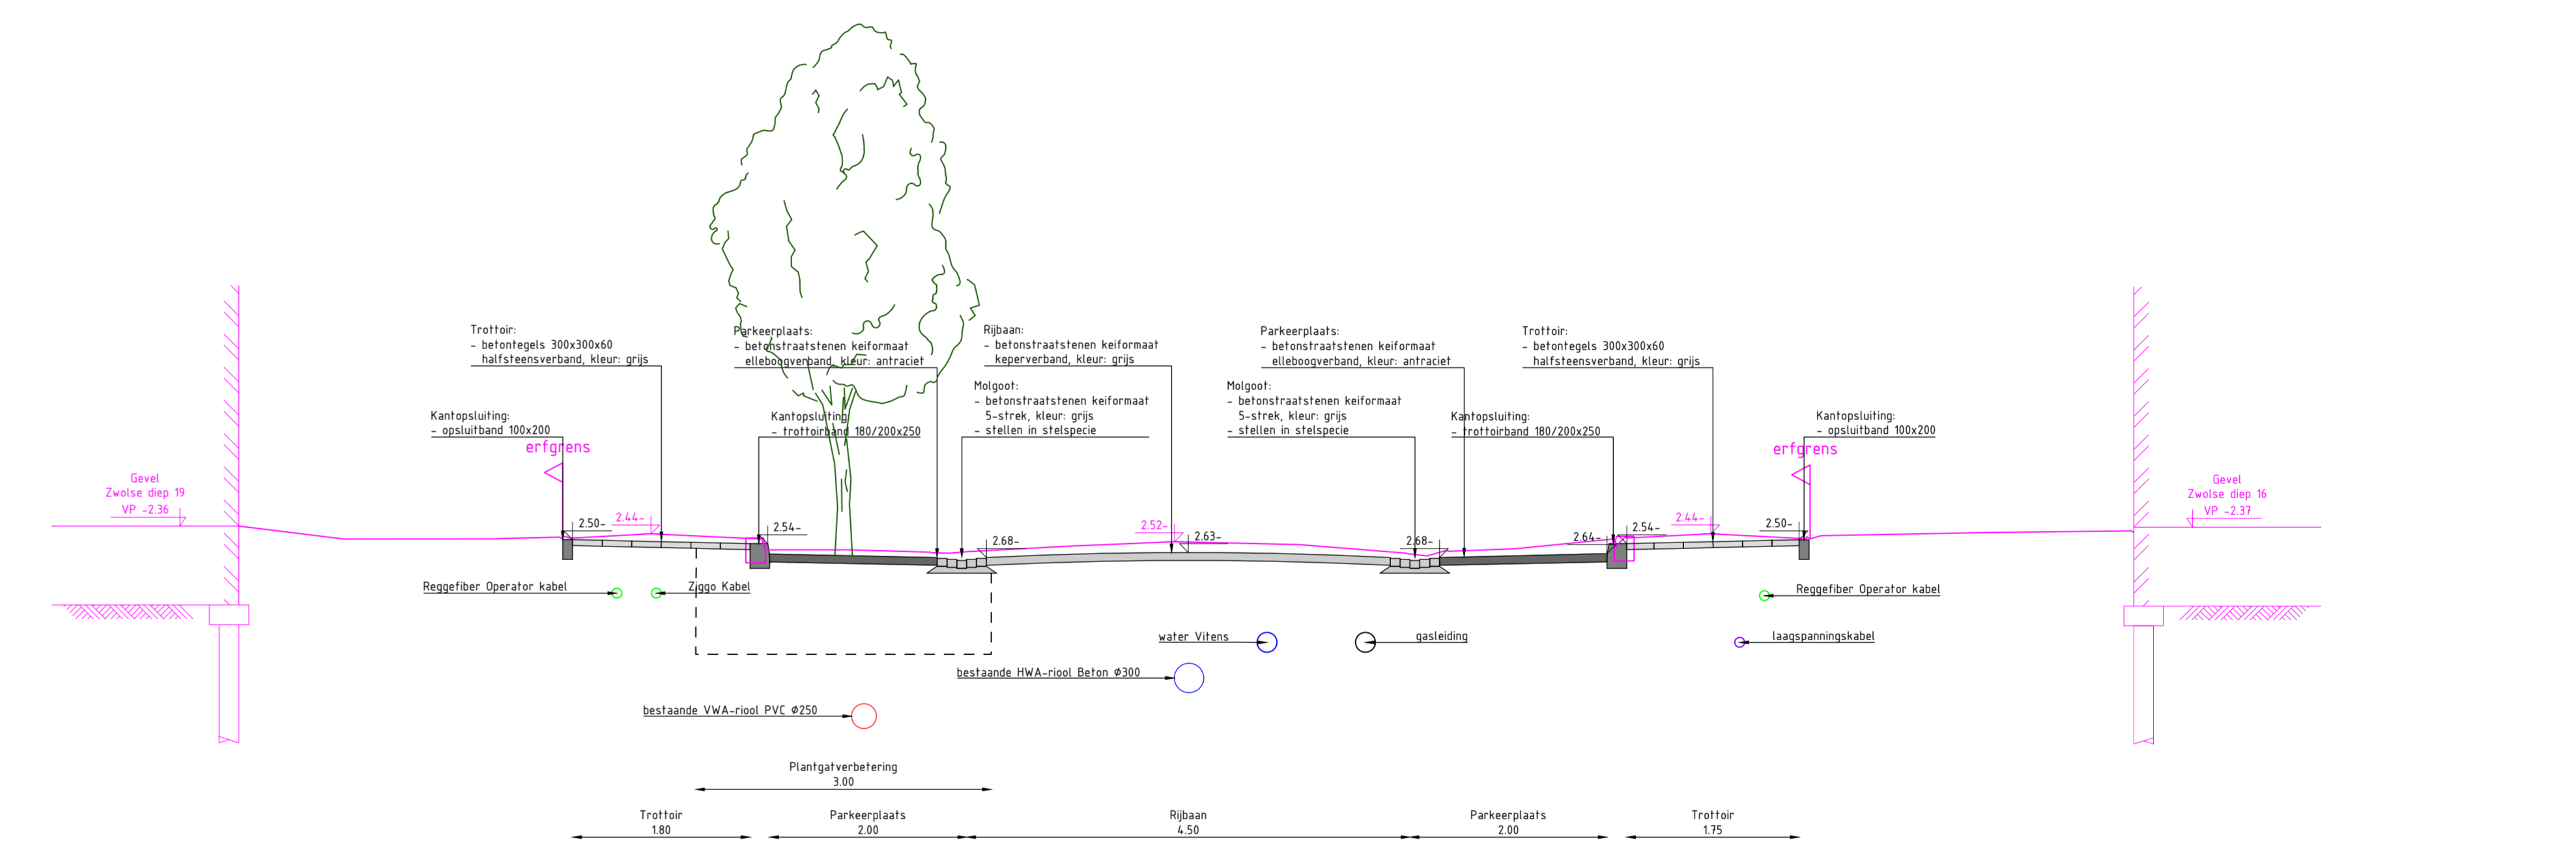 Trottoir:
- betontegels 300x300x60
halfsteensverband, kleur: grijs
Parkeerplaats:
- betonstraatstenen keiformaat
elleboogverband, kleur: antraciet
Rijbaan:
- betonstraatstenen keiformaat
keperverband, kleur: grijs
Parkeerplaats:
- betonstraatstenen keiformaat
elleboogverband, kleur: antraciet
Trottoir:
- betontegels 300x300x60
halfsteensverband, kleur: grijs
Kantopsluiting:
- opsluitband 100x200
Kantopsluiting:
- trottoirband 180/200x250
Molgoot:
- betonstraatstenen keiformaat
5-strek, kleur: grijs
- stellen in stelspecie
Molgoot:
- betonstraatstenen keiformaat
5-strek, kleur: grijs
- stellen in stelspecie
Kantopsluiting:
- trottoirband 180/200x250
Kantopsluiting:
- opsluitband 100x200
erfgrens
erfgrens
Gevel
Zwolse diep 19
VP -2.36
Gevel
Zwolse diep 16
VP -2.37
2.50-
2.44-
2.54-
2.68-
2.52-
2.63-
2.68-
2.64-
2.54-
2.44-
2.50-
Reggefiber Operator kabel
Ziggo Kabel
Reggefiber Operator kabel
water Vitens
gasleiding
laagspanningskabel
bestaande HWA-riool Beton Ø300
bestaande VWA-riool PVC Ø250
Plantgatverbetering
3.00
Trottoir
1.80
Parkeerplaats
2.00
Rijbaan
4.50
Parkeerplaats
2.00
Trottoir
1.75